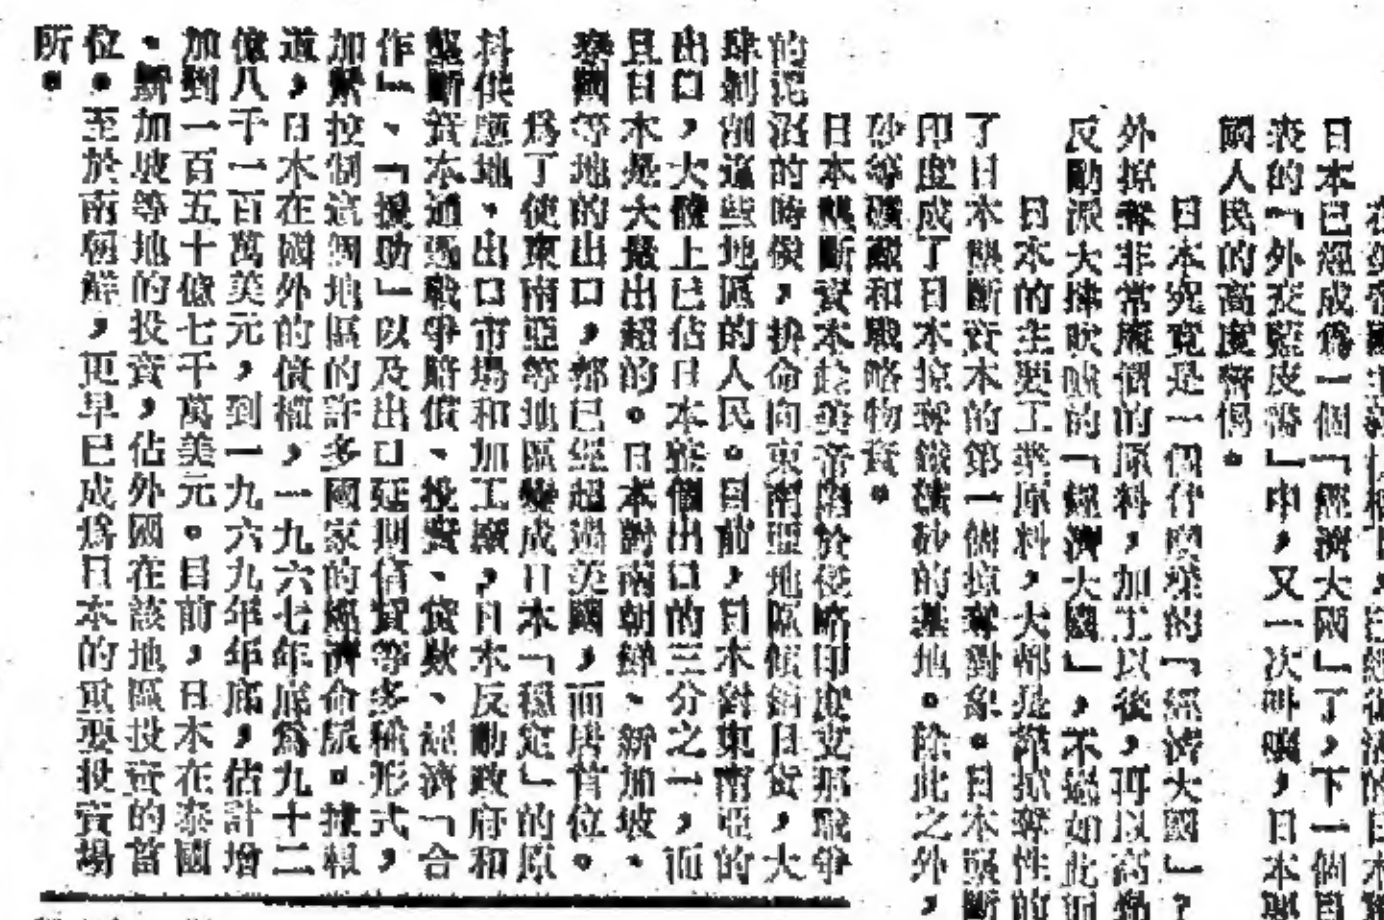 日本已經成爲一個「經濟大國」了，下一個
表的「外衣藍皮書」中，又一次叫嚷，日本
國人民的高度警惕。
日本究竟是一個什麽樣的「經濟大國」？
外掠奪非常廉價的原料，加工以後，再以高
反動派大肆吹噓的「經濟大國」，不過如此
日本的主要工業原料，大都是靠掠奪性的
了日本壟斷資本的第一個掠奪對象。日本壟斷
印度成了日本掠奪鐵礦砂的基地。除此之外，
砂等礦藏和戰略物資。
日本壟斷資本趁美帝陷於侵略印度支那戰爭
的泥沼的時候，拚命向東南亞地區傾銷日貨，大
肆剝削這些地區的人民。目前，日本對東南亞的
出口，大體上已佔日本整個出口的三分之一，而
且日本是大量出超的。日本對南朝鮮、新加坡、
泰國等地的出口，都已經超過美國，而居首位。
爲了使東南亞等地區變成日本「穩定」的原
料供應地、出口市場和加工廠，日本反動政府和
壟斷資本通過戰爭賠償、投資、貸款、經濟「合
作」、「援助」以及出口延期信貸等多種形式，
加緊控制這個地區的許多國家的經濟命脈。據報
道，日本在國外的債權，一九六七年底爲九十二
億八千一百萬美元，到一九六九年年底，估計增
加到一百五十億七千萬美元。目前，日本在泰國
、新加坡等地的投資，佔外國在該地區投資的首
位。至於南朝鮮，更早已成爲日本的重要投資場
所。